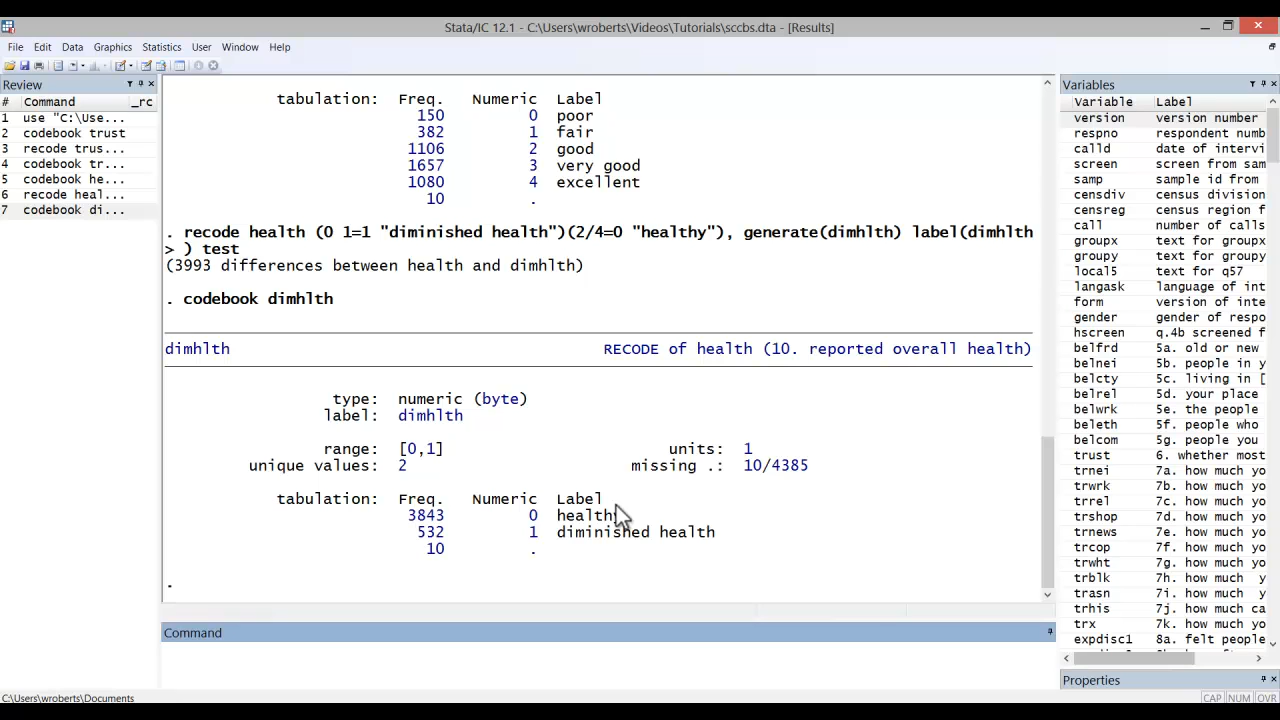 Stata/IC 12.1 - C:\Users\wroberts\Videos\Tutorials\sccbs.dta - [Results]
File Edit Data Graphics Statistics User Window Help
Review
# Command _rc
1 use "C:\Use...
2 codebook trust
3 recode trus...
4 codebook tr...
5 codebook he...
6 recode heal...
7 codebook di...
tabulation: Freq. Numeric Label
150 0 poor
382 1 fair
1106 2 good
1657 3 very good
1080 4 excellent
10 .
. recode health (0 1=1 "diminished health")(2/4=0 "healthy"), generate(dimhlth) label(dimhlth
> ) test
(3993 differences between health and dimhlth)
. codebook dimhlth
dimhlth RECODE of health (10. reported overall health)
type: numeric (byte)
label: dimhlth
range: [0,1] units: 1
unique values: 2 missing .: 10/4385
tabulation: Freq. Numeric Label
3843 0 healthy
532 1 diminished health
10 .
.
Command
Variables
Variable Label
version version number
respno respondent numb
calld date of intervi
screen screen from sam
samp sample id from
censdiv census division
censreg census region f
call number of calls
groupx text for groupx
groupy text for groupy
local5 text for q57
langask language of int
form version of inte
gender gender of respo
hscreen q.4b screened f
belfrd 5a. old or new
belnei 5b. people in y
belcty 5c. living in [
belrel 5d. your place
belwrk 5e. the people
beleth 5f. people who
belcom 5g. people you
trust 6. whether most
trnei 7a. how much yo
trwrk 7b. how much yo
trrel 7c. how much yo
trshop 7d. how much yo
trnews 7e. how much yo
trcop 7f. how much yo
trwht 7g. how much yo
trblk 7h. how much y
trasn 7i. how much y
trhis 7j. how much ca
trx 7k. how much yo
expdisc1 8a. felt people
Properties
C:\Users\wroberts\Documents
CAP NUM OVR